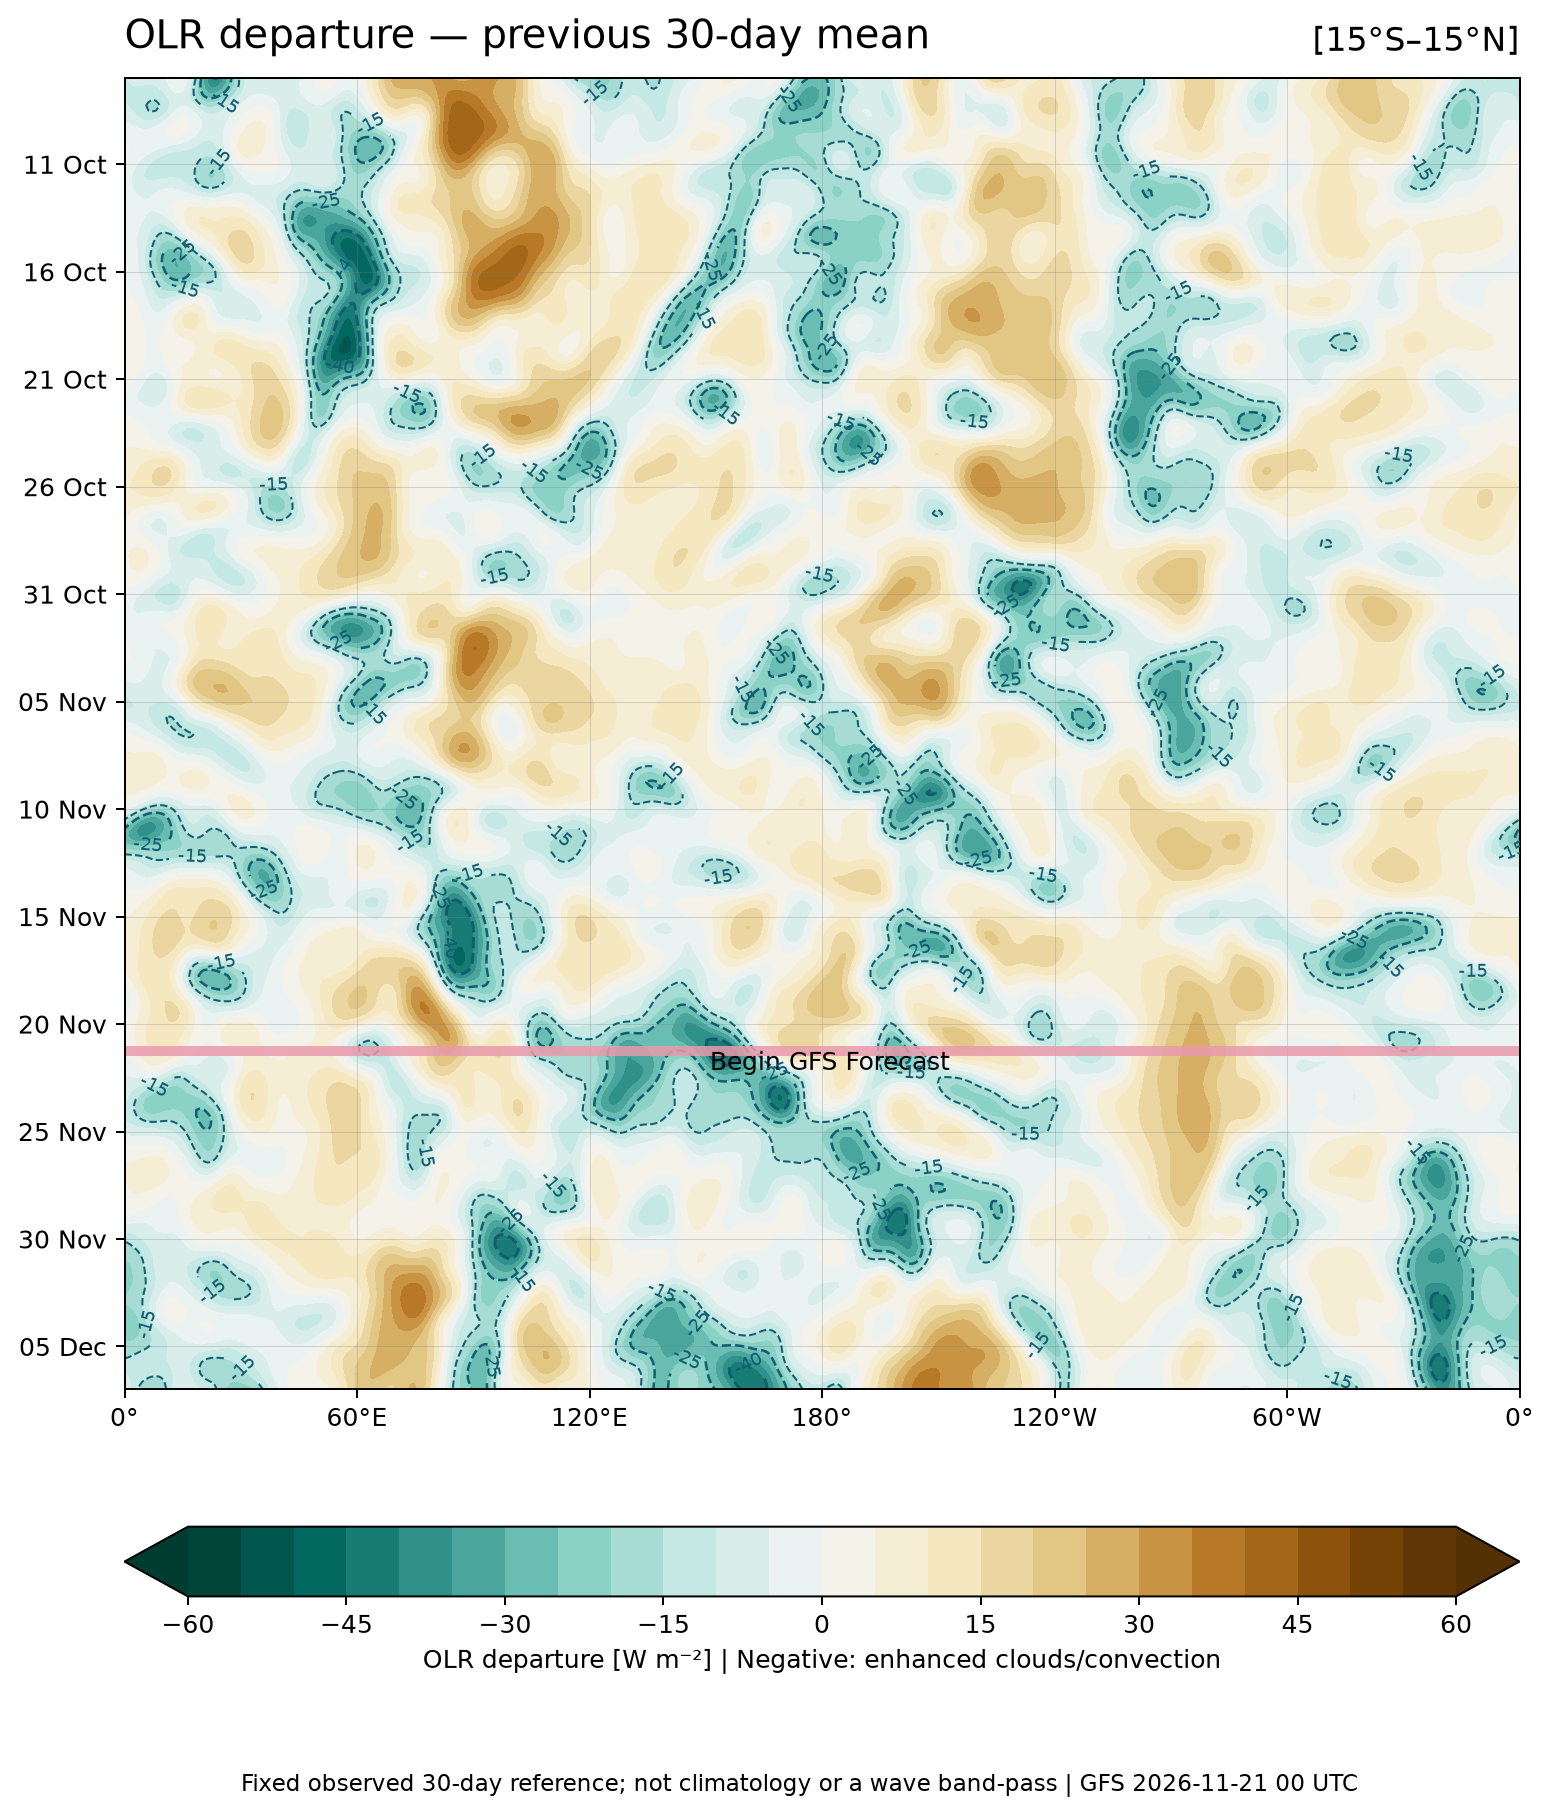 OLR departure — previous 30-day mean
[15°S–15°N]
11 Oct
16 Oct
21 Oct
26 Oct
31 Oct
05 Nov
10 Nov
15 Nov
20 Nov
Begin GFS Forecast
25 Nov
30 Nov
05 Dec
0° 60°E 120°E 180° 120°W 60°W 0°
−60 −45 −30 −15 0 15 30 45 60
OLR departure [W m⁻²] | Negative: enhanced clouds/convection
Fixed observed 30-day reference; not climatology or a wave band-pass | GFS 2026-11-21 00 UTC